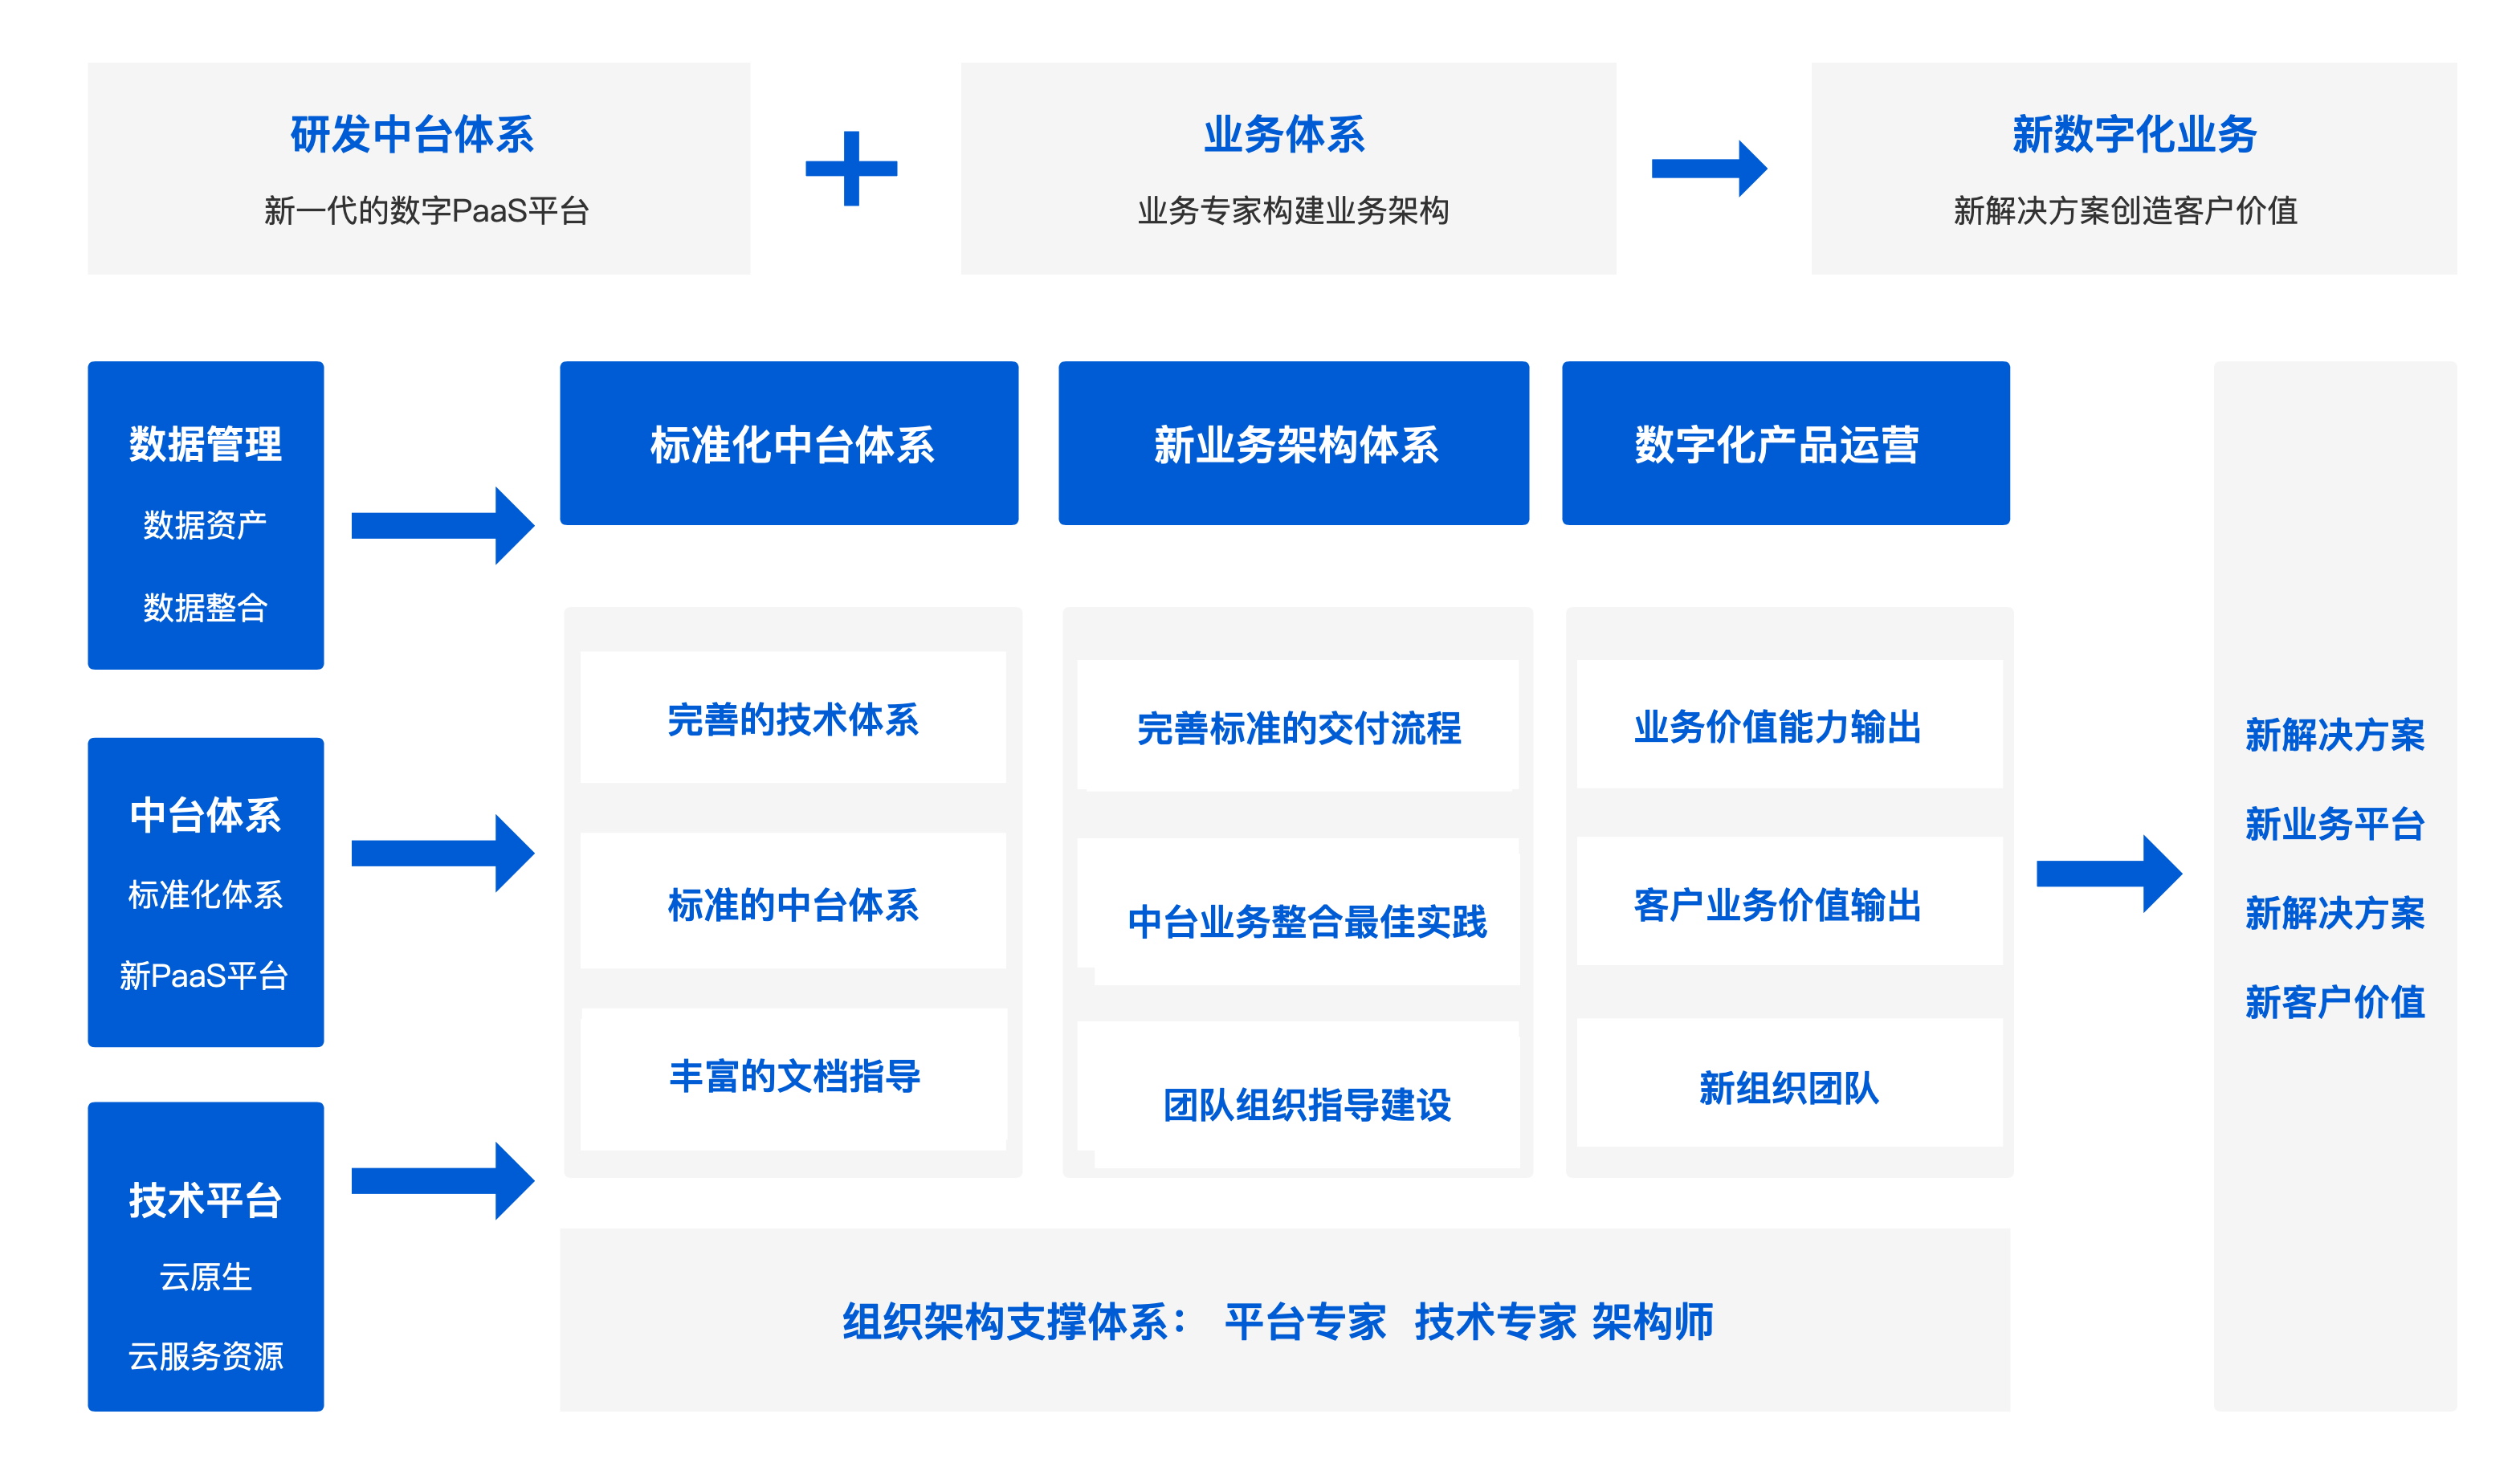 研发中台体系
新一代的数字PaaS平台
业务体系
业务专家构建业务架构
新数字化业务
新解决方案创造客户价值
数据管理
数据资产
数据整合
中台体系
标准化体系
新PaaS平台
技术平台
云原生
云服务资源
标准化中台体系
完善的技术体系
标准的中台体系
丰富的文档指导
新业务架构体系
完善标准的交付流程
中台业务整合最佳实践
团队组织指导建设
数字化产品运营
业务价值能力输出
客户业务价值输出
新组织团队
组织架构支撑体系： 平台专家 技术专家 架构师
新解决方案
新业务平台
新解决方案
新客户价值